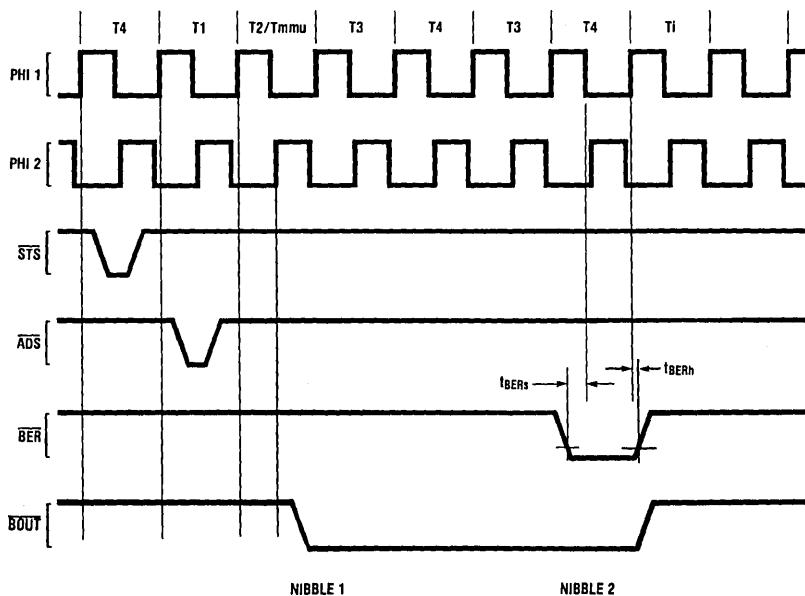 T4 T1 T2/Tmmu T3 T4 T3 T4 Ti
PHI 1
PHI 2
STS
ADS
tBERs tBERh
BER
BOUT
NIBBLE 1 NIBBLE 2